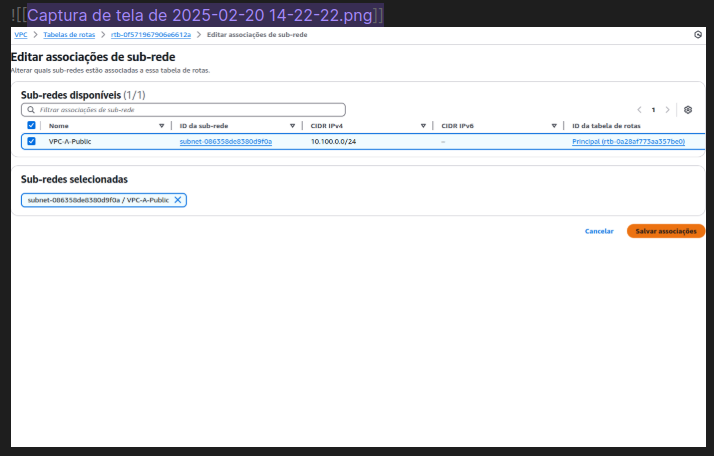 ![[Captura de tela de 2025-02-20 14-22-22.png]]
VPC > Tabelas de rotas > rtb-0f571967906e6612a > Editar associações de sub-rede
Editar associações de sub-rede
Alterar quais sub-redes estão associadas a essa tabela de rotas.
Sub-redes disponíveis (1/1)
Filtrar associações de sub-rede
1
Nome ID da sub-rede CIDR IPv4 CIDR IPv6 ID da tabela de rotas
VPC-A-Public subnet-086358de8380d9f0a 10.100.0.0/24 – Principal (rtb-0a28af773aa357be0)
Sub-redes selecionadas
subnet-086358de8380d9f0a / VPC-A-Public X
Cancelar Salvar associações